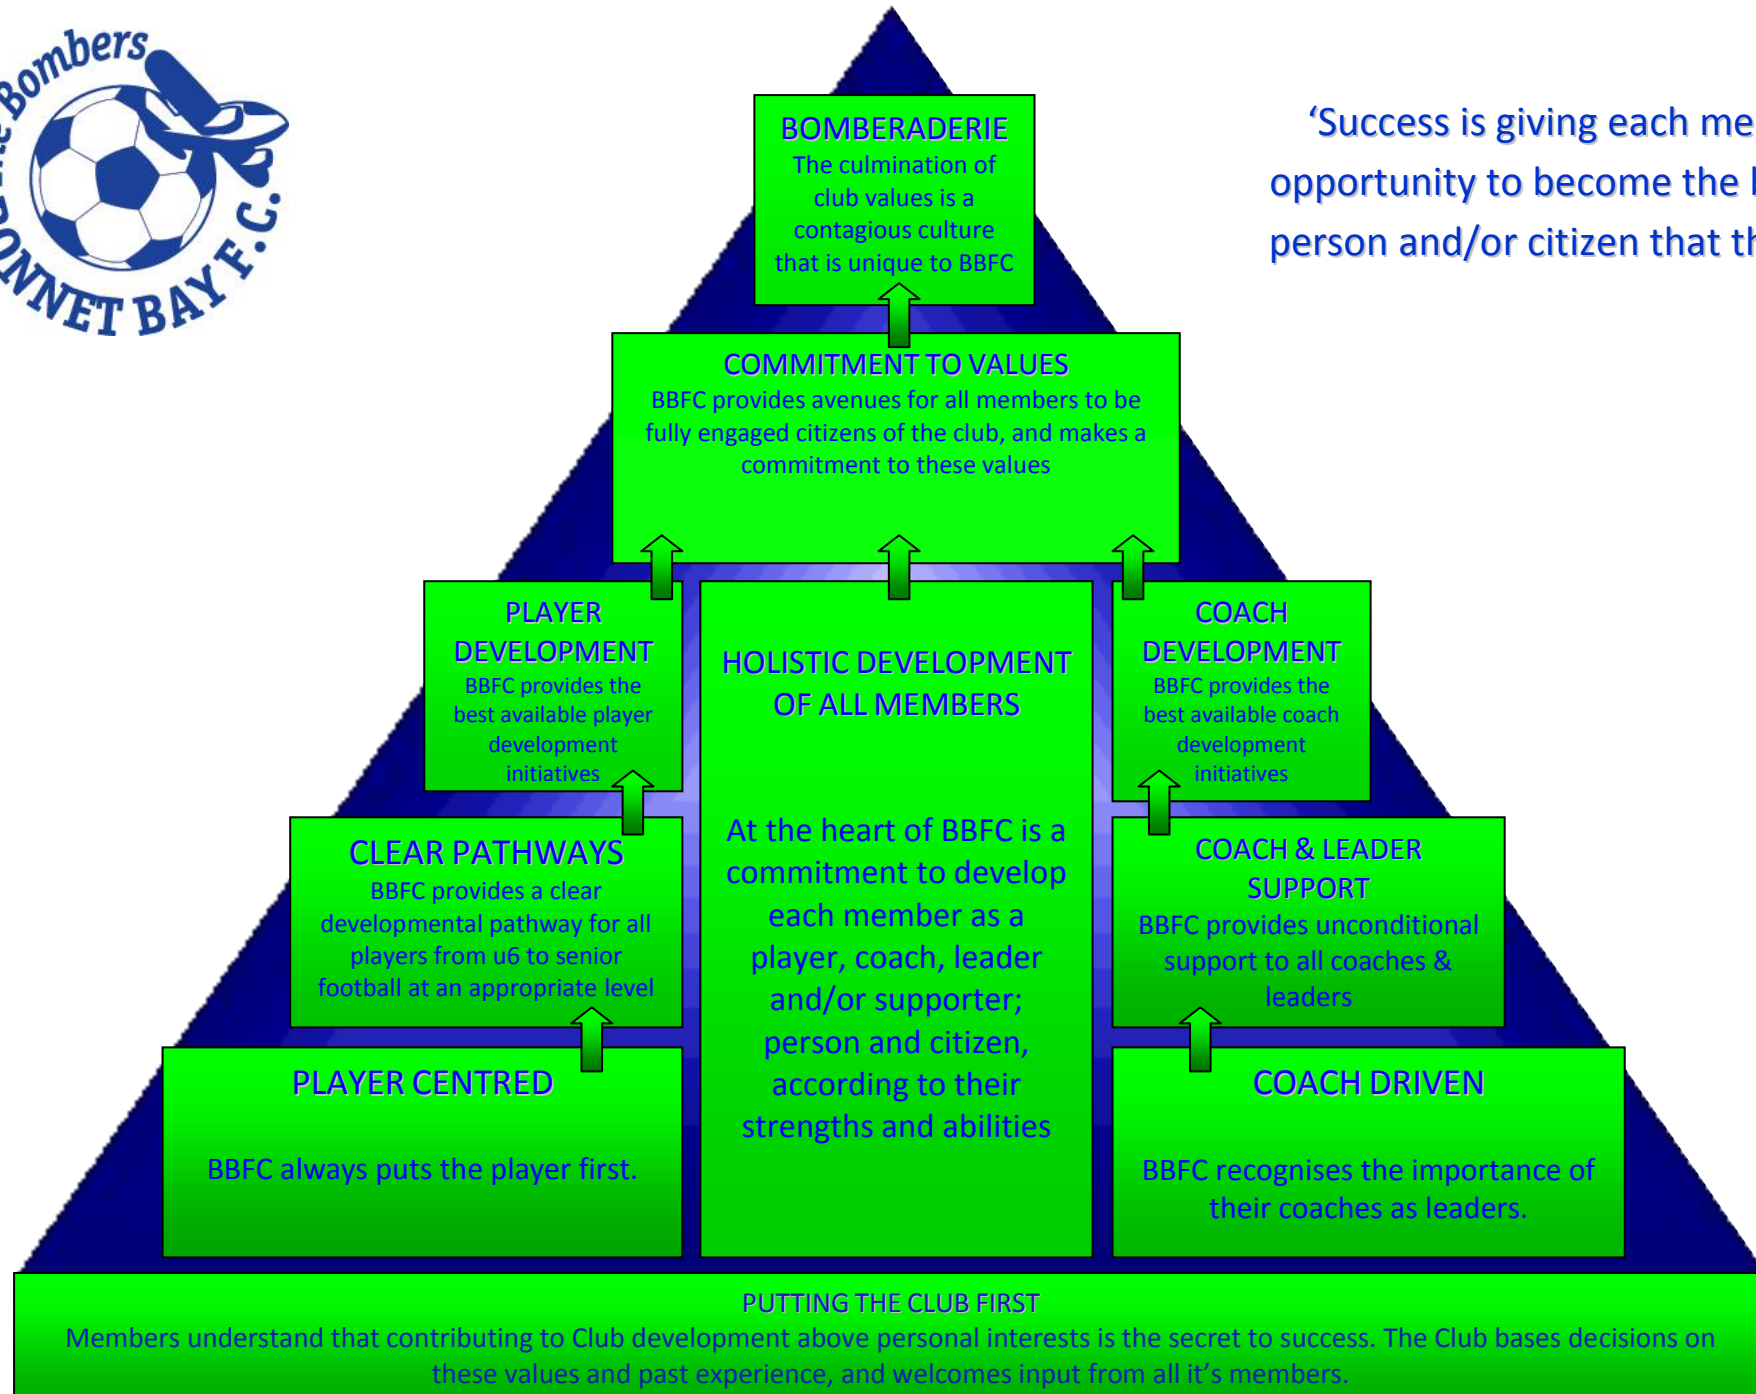 Bombers
BONNET BAY F.C.
‘Success is giving each
opportunity to become the
person and/or citizen that
BOMBERADERIE
The culmination of
club values is a
contagious culture
that is unique to BBFC
COMMITMENT TO VALUES
BBFC provides avenues for all members to be
fully engaged citizens of the club, and makes a
commitment to these values
PLAYER
DEVELOPMENT
BBFC provides the
best available player
development
initiatives
HOLISTIC DEVELOPMENT
OF ALL MEMBERS
At the heart of BBFC is a
commitment to develop
each member as a
player, coach, leader
and/or supporter;
person and citizen,
according to their
strengths and abilities
COACH
DEVELOPMENT
BBFC provides the
best available coach
development
initiatives
CLEAR PATHWAYS
BBFC provides a clear
developmental pathway for all
players from u6 to senior
football at an appropriate level
COACH & LEADER
SUPPORT
BBFC provides unconditional
support to all coaches &
leaders
PLAYER CENTRED
BBFC always puts the player first.
COACH DRIVEN
BBFC recognises the importance of
their coaches as leaders.
PUTTING THE CLUB FIRST
Members understand that contributing to Club development above personal interests is the secret to success. The Club bases decisions on
these values and past experience, and welcomes input from all it’s members.